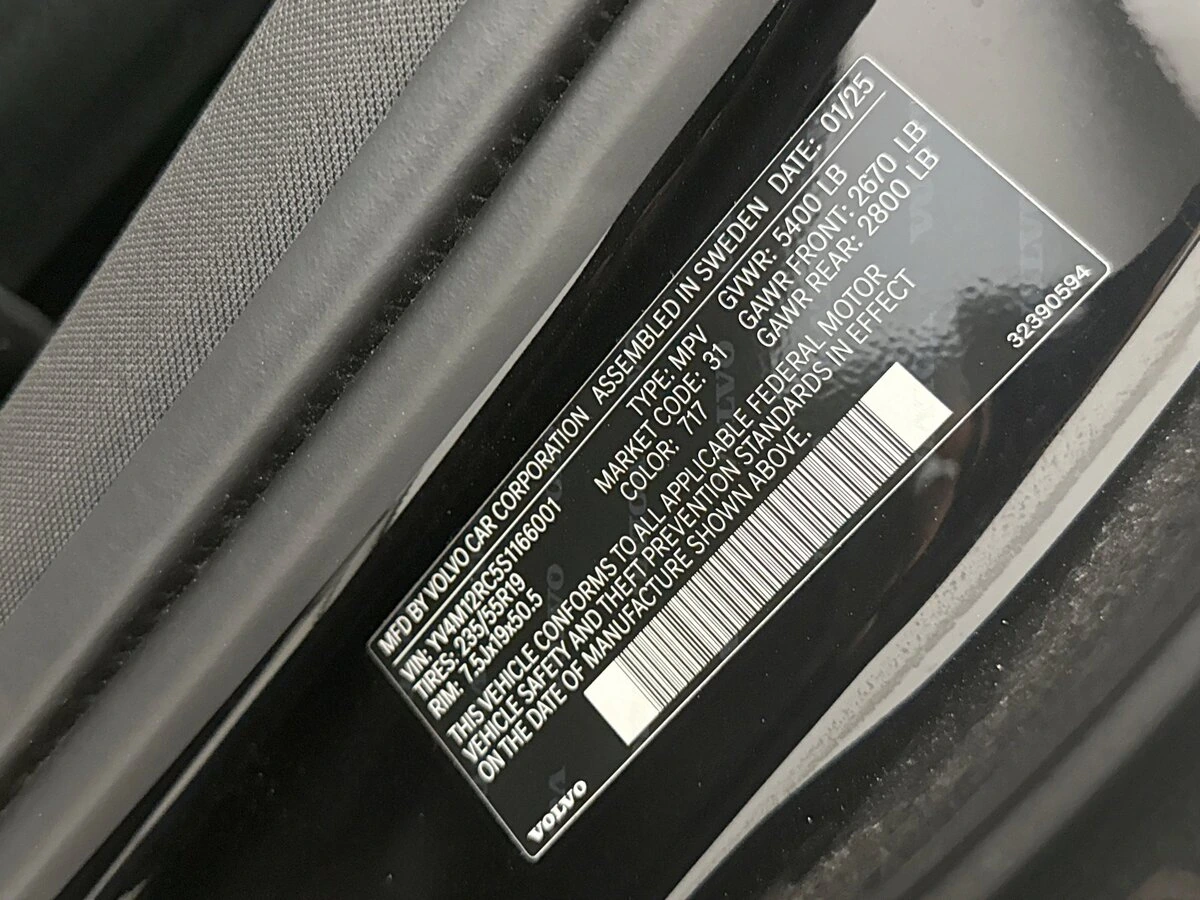 MFD BY VOLVO CAR CORPORATION ASSEMBLED IN SWEDEN DATE: 01/25
VIN: YV4M12RC5S1166001 TYPE: MPV GVWR: 5400 LB
TIRES: 235/55R19 MARKET CODE: 31 GAWR FRONT: 2670 LB
RIM: 7.5Jx19x50.5 COLOR: 717 GAWR REAR: 2800 LB
THIS VEHICLE CONFORMS TO ALL APPLICABLE FEDERAL MOTOR
VEHICLE SAFETY AND THEFT PREVENTION STANDARDS IN EFFECT
ON THE DATE OF MANUFACTURE SHOWN ABOVE.
VOLVO 32390594